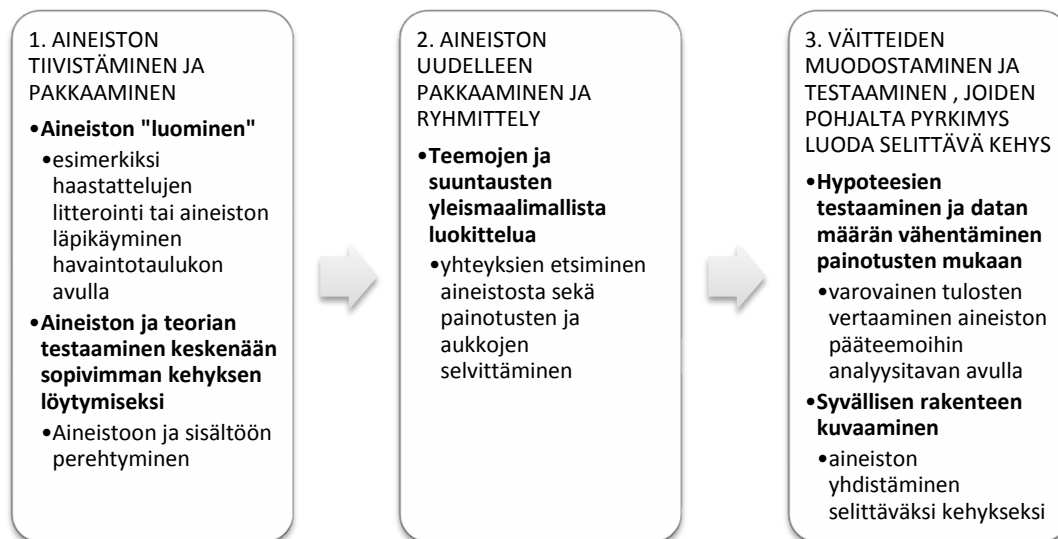 1. AINEISTON
TIIVISTÄMINEN JA
PAKKAAMINEN
•Aineiston "luominen"
•esimerkiksi
haastattelujen
litterointi tai aineiston
läpikäyminen
havaintotaulukon
avulla
•Aineiston ja teorian
testaaminen keskenään
sopivimman kehyksen
löytymiseksi
•Aineistoon ja sisältöön
perehtyminen
2. AINEISTON
UUDELLEEN
PAKKAAMINEN JA
RYHMITTELY
•Teemojen ja
suuntausten
yleismaalimallista
luokittelua
•yhteyksien etsiminen
aineistosta sekä
painotusten ja
aukkojen
selvittäminen
3. VÄITTEIDEN
MUODOSTAMINEN JA
TESTAAMINEN , JOIDEN
POHJALTA PYRKIMYS
LUODA SELITTÄVÄ KEHYS
•Hypoteesien
testaaminen ja datan
määrän vähentäminen
painotusten mukaan
•varovainen tulosten
vertaaminen aineiston
pääteemoihin
analyysitavan avulla
•Syvällisen rakenteen
kuvaaminen
•aineiston
yhdistäminen
selittäväksi kehykseksi